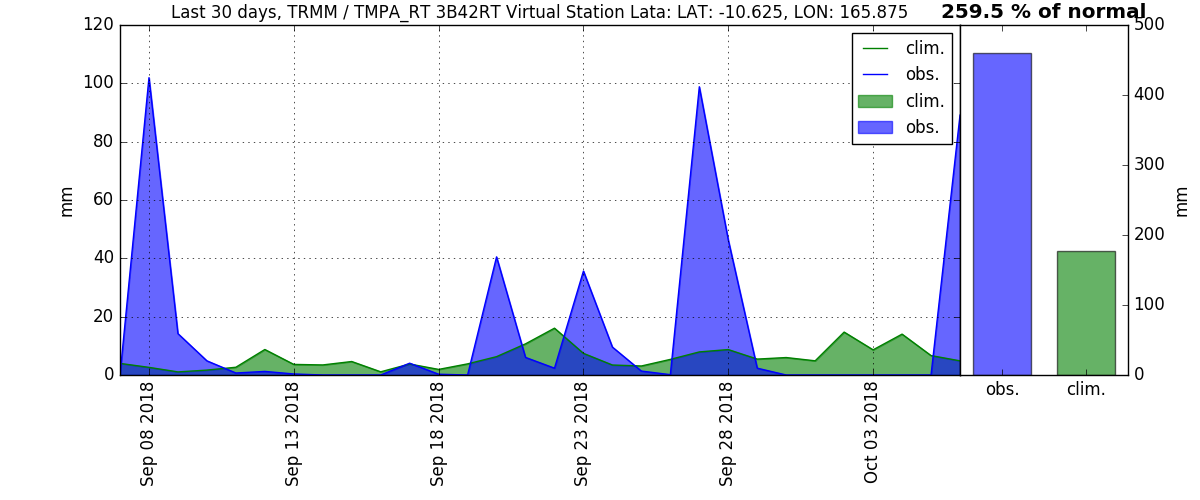 Last 30 days, TRMM / TMPA_RT 3B42RT Virtual Station Lata: LAT: -10.625, LON: 165.875
259.5 % of normal
120
100
80
60
40
20
0
mm
clim.
obs.
clim.
obs.
Sep 08 2018
Sep 13 2018
Sep 18 2018
Sep 23 2018
Sep 28 2018
Oct 03 2018
500
400
300
200
100
0
mm
obs.
clim.